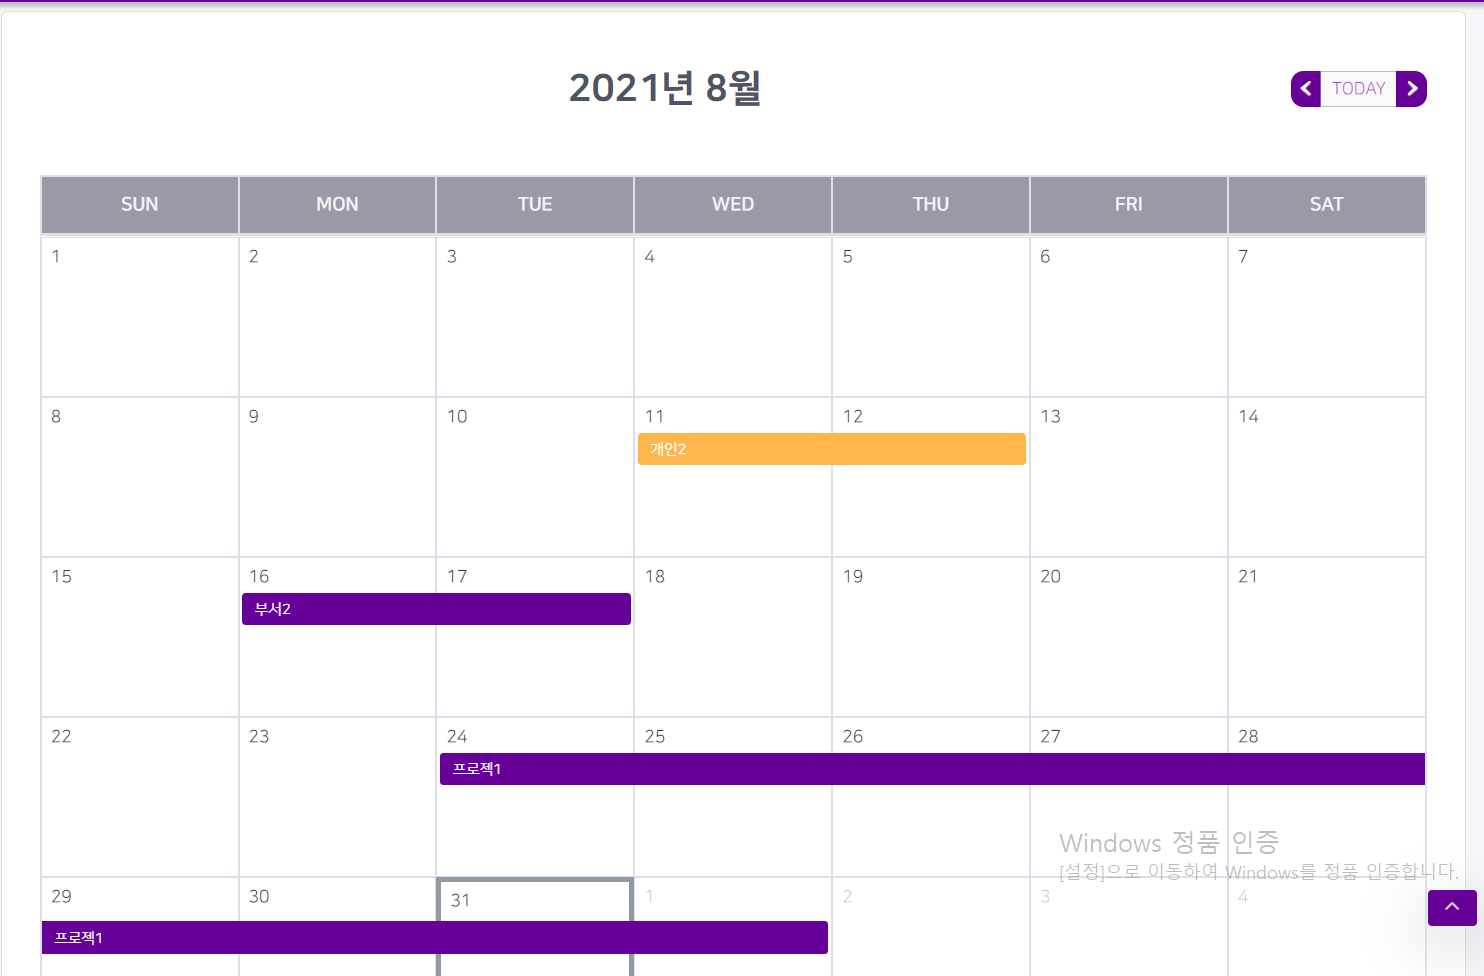 2021년 8월
TODAY
SUN MON TUE WED THU FRI SAT
1 2 3 4 5 6 7
8 9 10 11 12 13 14
개인2
15 16 17 18 19 20 21
부서2
22 23 24 25 26 27 28
프로젝1
Windows 정품 인증
[설정]으로 이동하여 Windows를 정품 인증합니다.
29 30 31 1 2 3 4
프로젝1